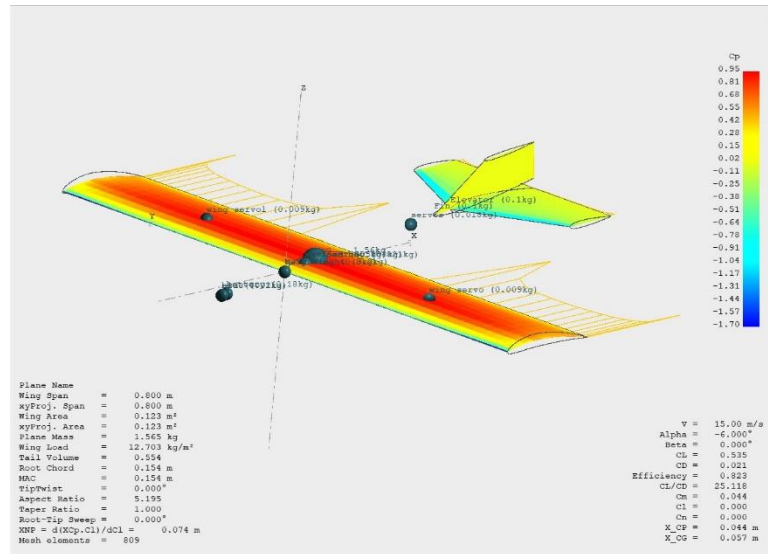 Cp
0.95
0.81
0.68
0.55
0.42
0.28
0.15
0.02
-0.11
-0.25
-0.38
-0.51
-0.64
-0.78
-0.91
-1.04
-1.17
-1.31
-1.44
-1.57
-1.70
Z
wing servo1 (0.009kg)
Y
Elevator (0.1kg)
X
1.56kg
wing servo (0.009kg)
Plane Name
Wing Span = 0.800 m
xyProj. Span = 0.800 m
Wing Area = 0.123 m²
xyProj. Area = 0.123 m²
Plane Mass = 1.565 kg
Wing Load = 12.703 kg/m²
Tail Volume = 0.554
Root Chord = 0.154 m
MAC = 0.154 m
TipTwist = 0.000°
Aspect Ratio = 5.195
Taper Ratio = 1.000
Root-Tip Sweep = 0.000°
XNP = d(XCp.Cl)/dCl = 0.074 m
Mesh elements = 809
V = 15.00 m/s
Alpha = -6.000°
Beta = 0.000°
CL = 0.535
CD = 0.021
Efficiency = 0.823
CL/CD = 25.118
Cm = 0.044
Cl = 0.000
Cn = 0.000
X_CP = 0.044 m
X_CG = 0.057 m